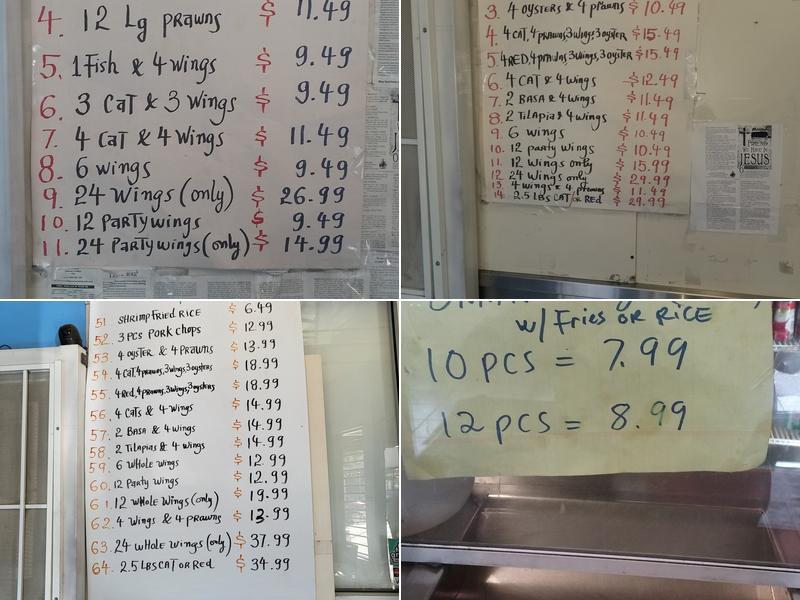 4. 12 Lg prawns $ 11.49
5. 1 Fish & 4 wings $ 9.49
6. 3 Cat & 3 Wings $ 9.49
7. 4 Cat & 4 Wings $ 11.49
8. 6 wings $ 9.49
9. 24 Wings (only) $ 26.99
10. 12 Party wings $ 9.49
11. 24 Party wings (only) $ 14.99
3. 4 oysters & 4 prawns $ 10.49
4. 4 cat, 4 prawns, 3 wings, 3 oyster $ 15.49
5. 4 Red, 4 prawns, 3 wings, 3 oyster $ 15.49
6. 4 Cat & 4 wings $ 12.49
7. 2 Basa & 4 wings $ 11.49
8. 2 Tilapia & 4 wings $ 11.49
9. 6 wings $ 10.49
10. 12 party wings $ 10.49
11. 12 Wings only $ 15.99
12. 24 Wings only $ 29.99
13. 4 wings & 4 prawns $ 11.49
14. 2.5 LBS CAT or Red $ 29.99
JESUS
51 SHRIMP FRIED RICE $ 6.49
52. 3 PCS PORK CHOPS $ 12.99
53. 4 OYSTER & 4 PRAWNS $ 13.99
54. 4 CAT, 4 prawns, 3 wings, 3 oysters $ 18.99
55. 4 Red, 4 prawns, 3 wings, 3 oysters $ 18.99
56. 4 Cats & 4 wings $ 14.99
57. 2 BASA & 4 wings $ 14.99
58. 2 Tilapias & 4 wings $ 14.99
59. 6 WHOLE wings $ 12.99
60. 12 Party Wings $ 12.99
61. 12 WHOLE Wings (only) $ 19.99
62. 4 Wings & 4 PRAWNS $ 13.99
63. 24 WHOLE wings (only) $ 37.99
64. 2.5 LBS CAT OR Red $ 34.99
w/ Fries OR RICE
10 PCS = 7.99
12 PCS = 8.99